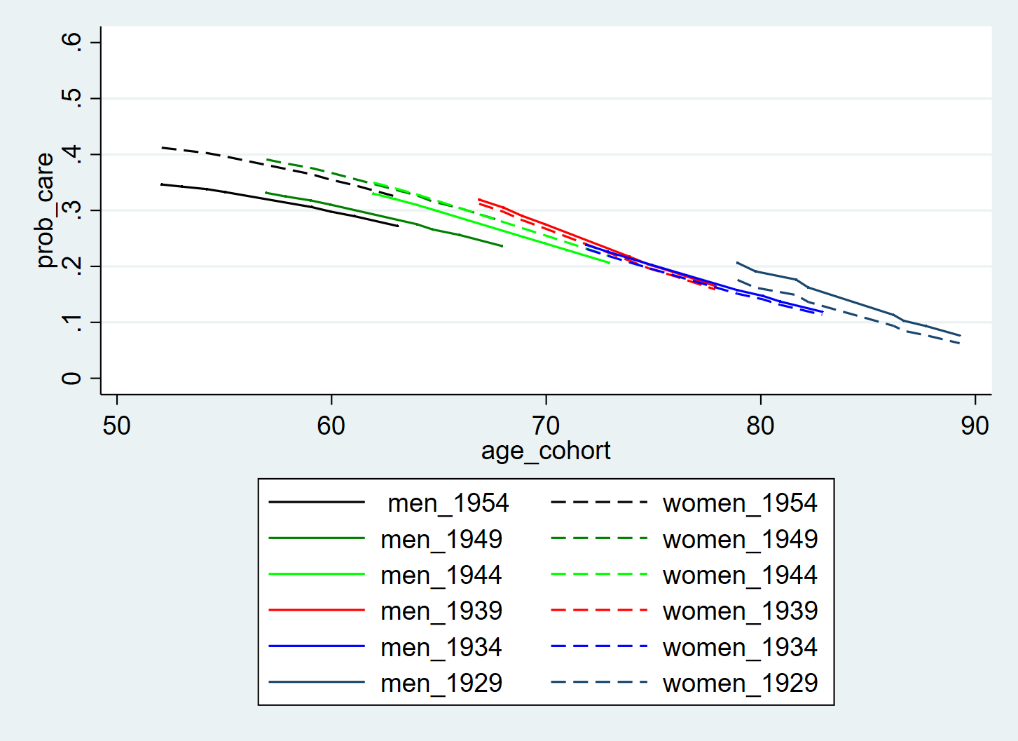 .6
.5
.4
.3
.2
.1
0
prob_care
50 60 70 80 90
age_cohort
men_1954 women_1954
men_1949 women_1949
men_1944 women_1944
men_1939 women_1939
men_1934 women_1934
men_1929 women_1929